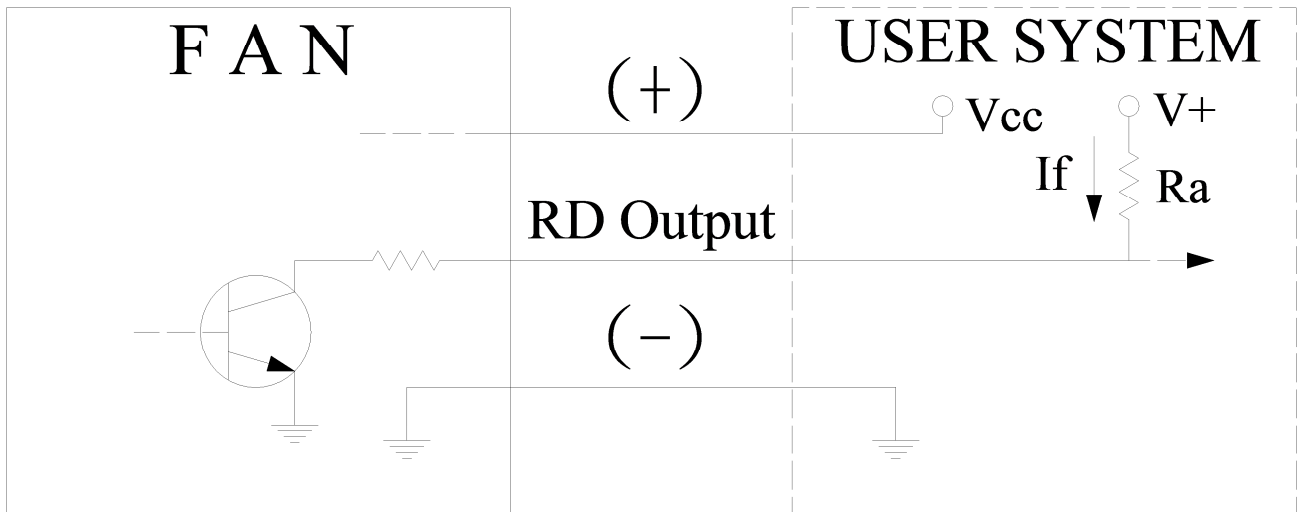 F A N
USER SYSTEM
(+)
Vcc
V+
If
Ra
RD Output
(−)